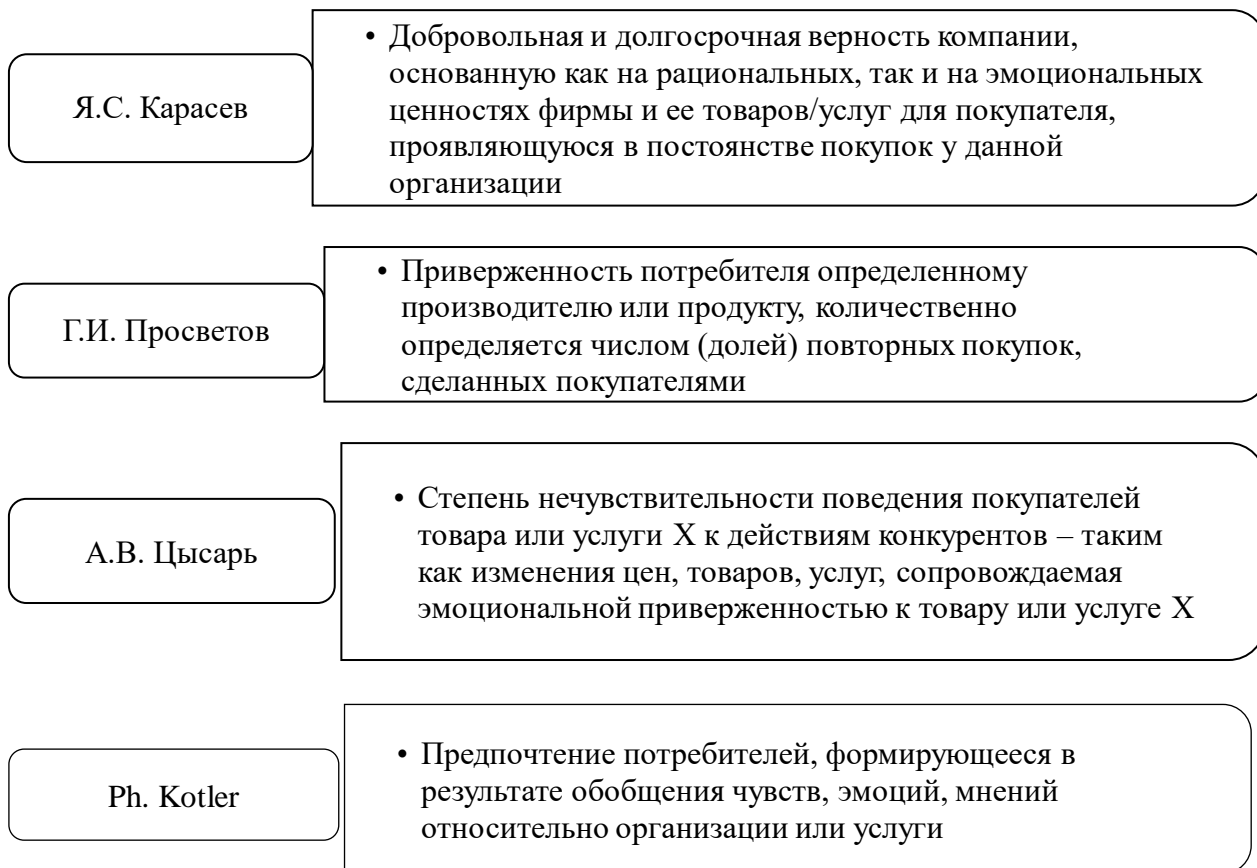 Я.С. Карасев
• Добровольная и долгосрочная верность компании,
основанную как на рациональных, так и на эмоциональных
ценностях фирмы и ее товаров/услуг для покупателя,
проявляющуюся в постоянстве покупок у данной
организации
Г.И. Просветов
• Приверженность потребителя определенному
производителю или продукту, количественно
определяется числом (долей) повторных покупок,
сделанных покупателями
А.В. Цысарь
• Степень нечувствительности поведения покупателей
товара или услуги X к действиям конкурентов – таким
как изменения цен, товаров, услуг, сопровождаемая
эмоциональной приверженностью к товару или услуге X
Ph. Kotler
• Предпочтение потребителей, формирующееся в
результате обобщения чувств, эмоций, мнений
относительно организации или услуги